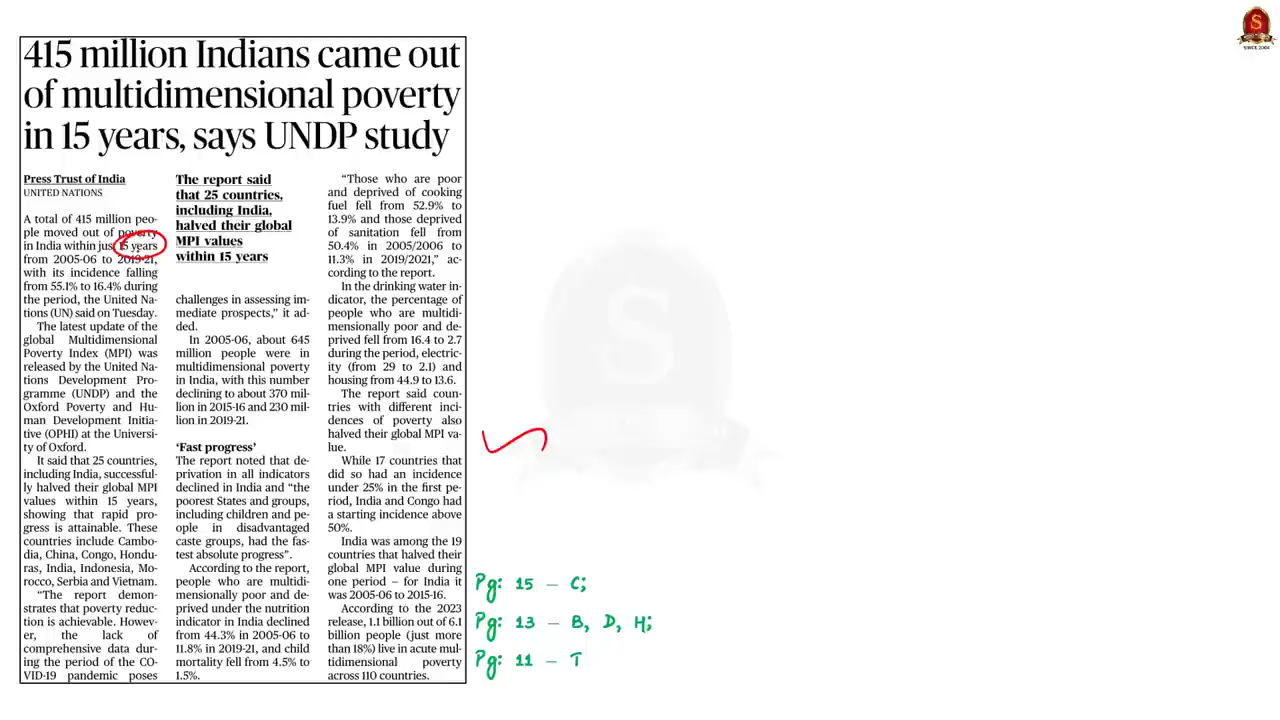 415 million Indians came out
of multidimensional poverty
in 15 years, says UNDP study
Press Trust of India
UNITED NATIONS
A total of 415 million peo-
ple moved out of poverty
in India within just 15 years
from 2005-06 to 2019-21,
with its incidence falling
from 55.1% to 16.4% during
the period, the United Na-
tions (UN) said on Tuesday.
The latest update of the
global Multidimensional
Poverty Index (MPI) was
released by the United Na-
tions Development Pro-
gramme (UNDP) and the
Oxford Poverty and Hu-
man Development Initia-
tive (OPHI) at the Universi-
ty of Oxford.
It said that 25 countries,
including India, successful-
ly halved their global MPI
values within 15 years,
showing that rapid pro-
gress is attainable. These
countries include Cambo-
dia, China, Congo, Hondu-
ras, India, Indonesia, Mo-
rocco, Serbia and Vietnam.
“The report demon-
strates that poverty reduc-
tion is achievable. Howev-
er, the lack of
comprehensive data dur-
ing the period of the CO-
VID-19 pandemic poses
The report said
that 25 countries,
including India,
halved their global
MPI values
within 15 years
challenges in assessing im-
mediate prospects,” it ad-
ded.
In 2005-06, about 645
million people were in
multidimensional poverty
in India, with this number
declining to about 370 mil-
lion in 2015-16 and 230 mil-
lion in 2019-21.
‘Fast progress’
The report noted that de-
privation in all indicators
declined in India and “the
poorest States and groups,
including children and pe-
ople in disadvantaged
caste groups, had the fas-
test absolute progress”.
According to the report,
people who are multidi-
mensionally poor and de-
prived under the nutrition
indicator in India declined
from 44.3% in 2005-06 to
11.8% in 2019-21, and child
mortality fell from 4.5% to
1.5%.
“Those who are poor
and deprived of cooking
fuel fell from 52.9% to
13.9% and those deprived
of sanitation fell from
50.4% in 2005/2006 to
11.3% in 2019/2021,” ac-
cording to the report.
In the drinking water in-
dicator, the percentage of
people who are multidi-
mensionally poor and de-
prived fell from 16.4 to 2.7
during the period, electric-
ity (from 29 to 2.1) and
housing from 44.9 to 13.6.
The report said coun-
tries with different inci-
dences of poverty also
halved their global MPI va-
lue.
While 17 countries that
did so had an incidence
under 25% in the first pe-
riod, India and Congo had
a starting incidence above
50%.
India was among the 19
countries that halved their
global MPI value during
one period – for India it
was 2005-06 to 2015-16.
According to the 2023
release, 1.1 billion out of 6.1
billion people (just more
than 18%) live in acute mul-
tidimensional poverty
across 110 countries.
Pg: 15 – C;
Pg: 13 – B, D, H;
Pg: 11 – T
S
SINCE 2004
S